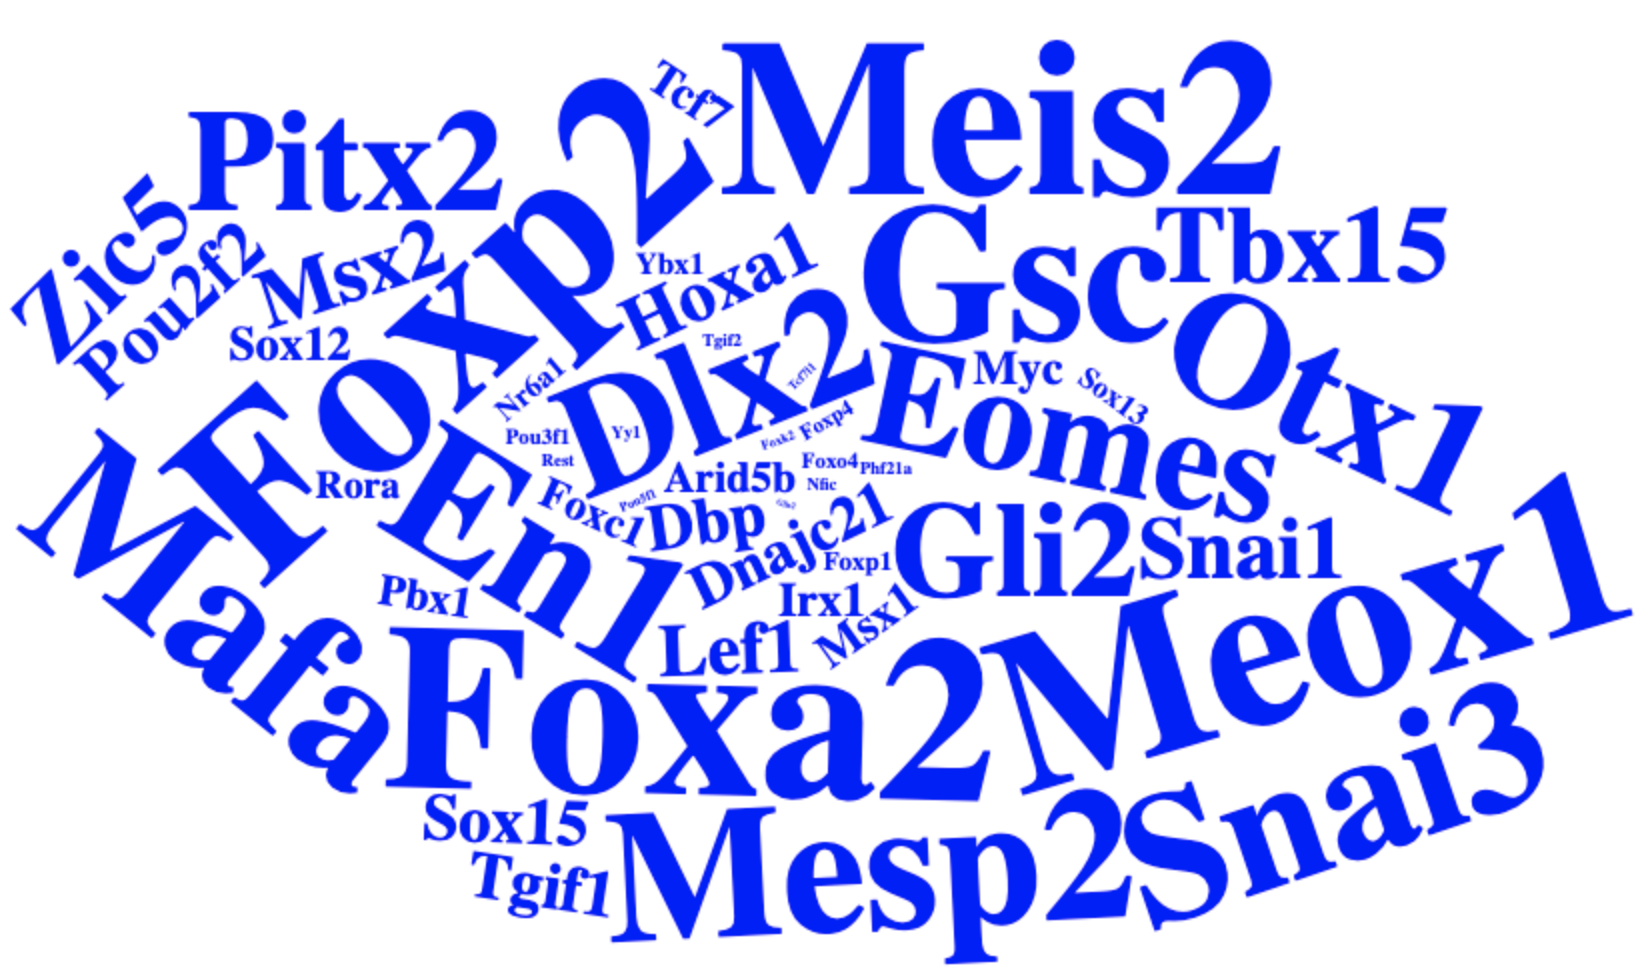 Meis2
Tcf7
Pitx2
Foxp2
Zic5
Pou2f2
Msx2
Sox12
Gsc
Tbx15
Ybx1
Hoxa1
Tgif2
Dlx2
Tcf7l1
Nr6a1
Otx1
Myc
Sox13
Eomes
Foxp4
Foxk2
Pou3f1
Yy1
Rest
Foxo4
Phf21a
Arid5b
Nfic
Rora
Mafa
En1
Foxc1
Dbp
Dnajc21
Gli2
Snai1
Foxp1
Pbx1
Irx1
Msx1
Lef1
Meox1
Foxa2
Snai3
Sox15
Mesp2
Tgif1